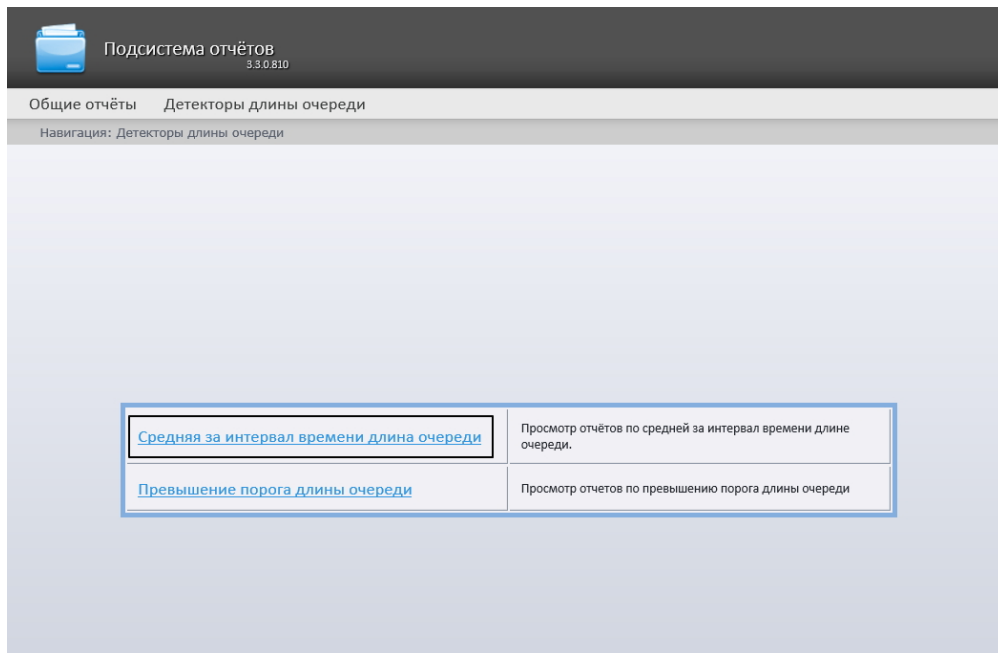 Подсистема отчётов
3.3.0.810
Общие отчёты Детекторы длины очереди
Навигация: Детекторы длины очереди
Средняя за интервал времени длина очереди
Просмотр отчётов по средней за интервал времени длине
очереди.
Превышение порога длины очереди
Просмотр отчетов по превышению порога длины очереди